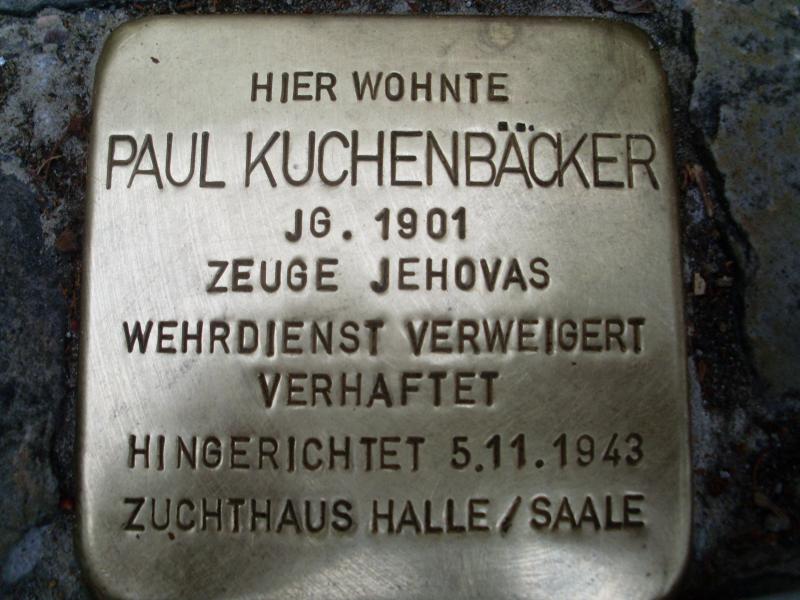 HIER WOHNTE
PAUL KUCHENBÄCKER
JG. 1901
ZEUGE JEHOVAS
WEHRDIENST VERWEIGERT
VERHAFTET
HINGERICHTET 5.11.1943
ZUCHTHAUS HALLE/SAALE